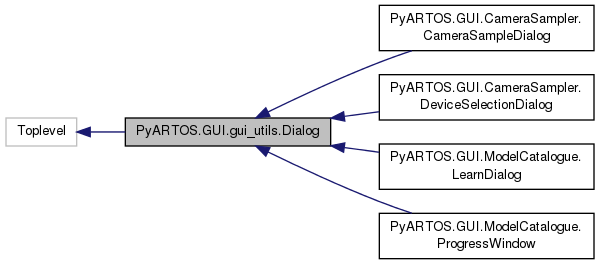 PyARTOS.GUI.CameraSampler.
CameraSampleDialog
PyARTOS.GUI.CameraSampler.
DeviceSelectionDialog
Toplevel
PyARTOS.GUI.gui_utils.Dialog
PyARTOS.GUI.ModelCatalogue.
LearnDialog
PyARTOS.GUI.ModelCatalogue.
ProgressWindow